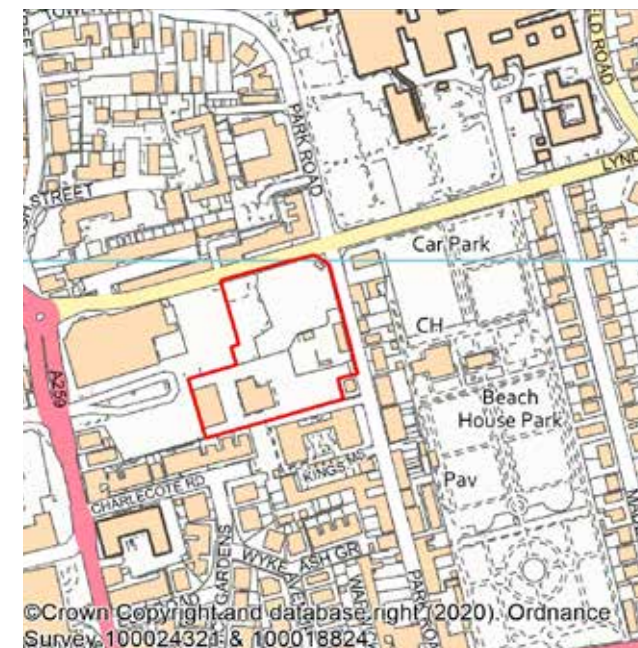 PARK ROAD
STREET
LYND
Car Park
CH
A259
Beach
House Park
KINGS MS
Pav
CHARLECOTE RD
ASH GR
GARDENS
©Crown Copyright and database right (2020). Ordnance
Survey 100024321 & 100018824